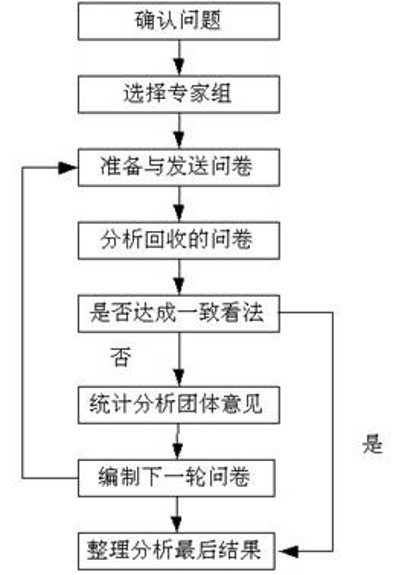 确认问题
选择专家组
准备与发送问卷
分析回收的问卷
是否达成一致看法
否
统计分析团体意见
是
编制下一轮问卷
整理分析最后结果